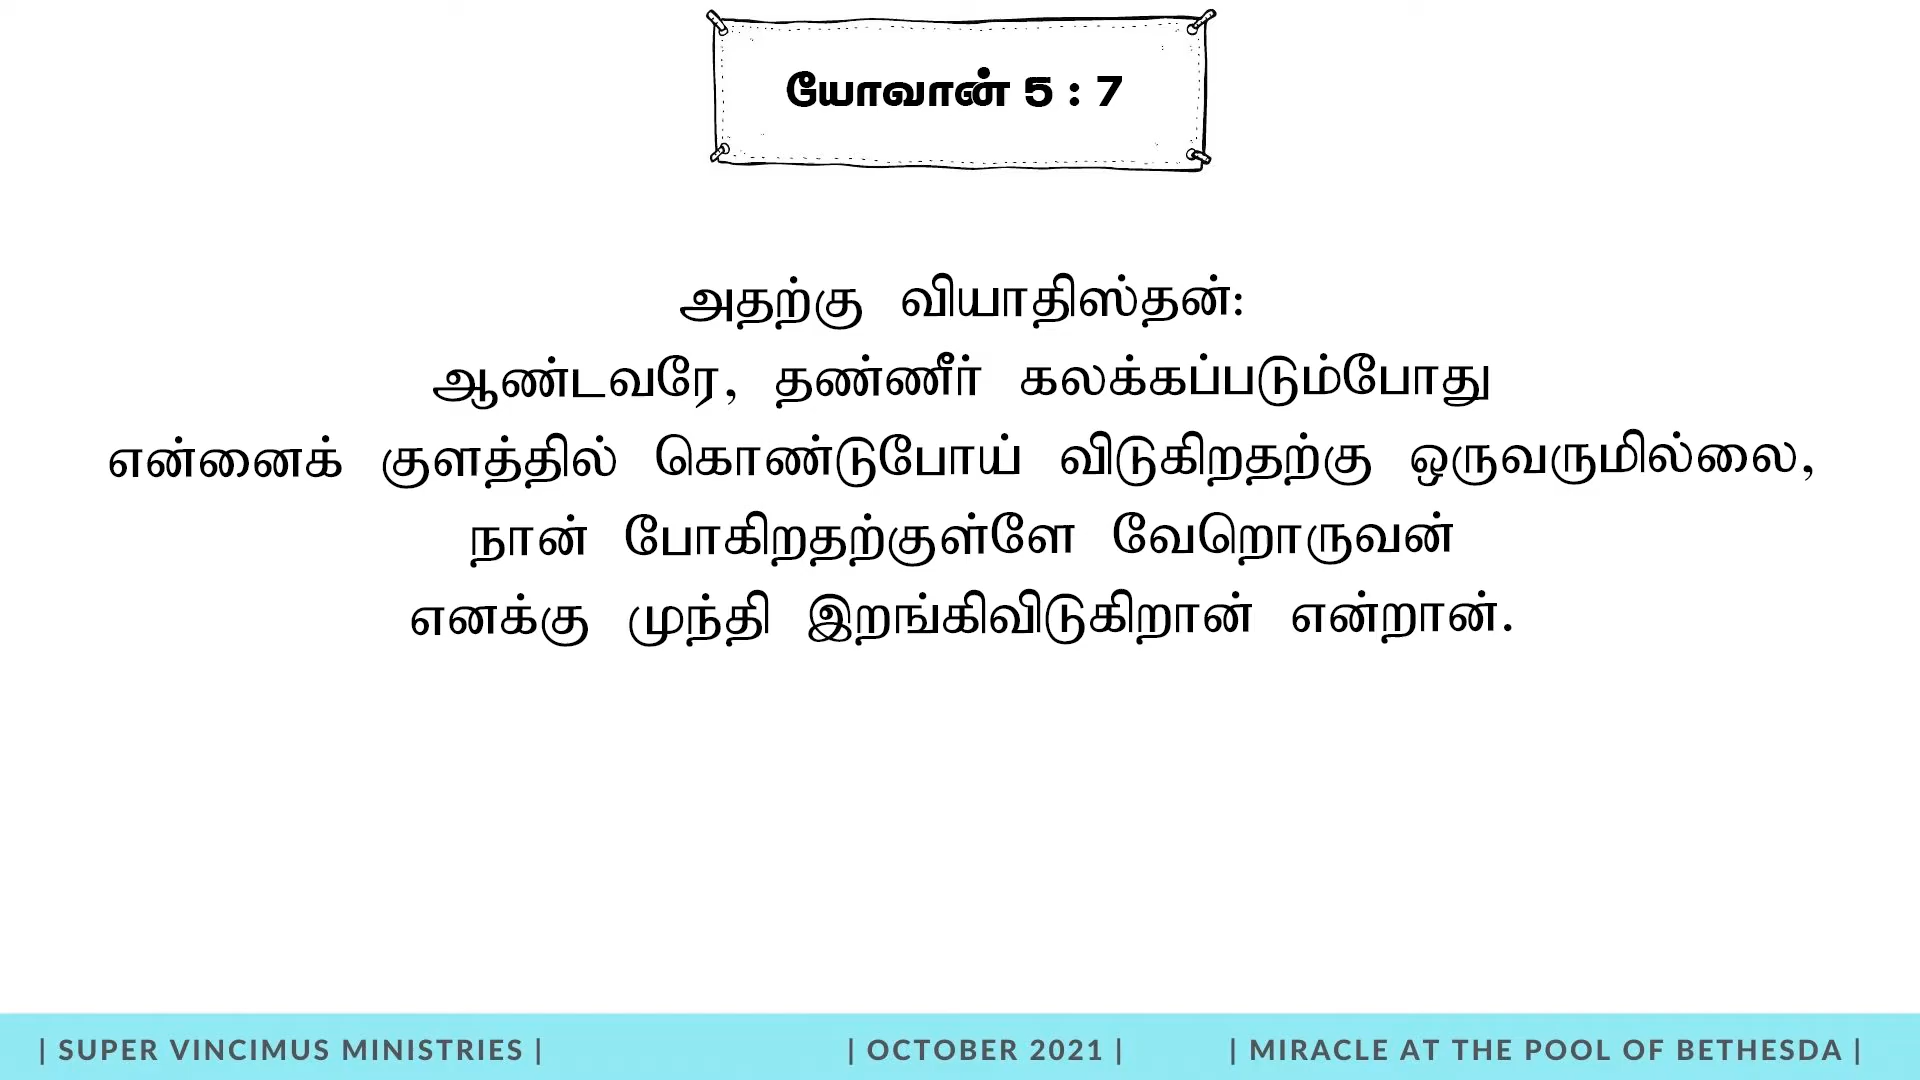 யோவான் 5 : 7
அதற்கு வியாதிஸ்தன்:
ஆண்டவரே, தண்ணீர் கலக்கப்படும்போது
என்னைக் குளத்தில் கொண்டுபோய் விடுகிறதற்கு ஒருவருமில்லை,
நான் போகிறதற்குள்ளே வேறொருவன்
எனக்கு முந்தி இறங்கிவிடுகிறான் என்றான்.
| SUPER VINCIMUS MINISTRIES | | OCTOBER 2021 | | MIRACLE AT THE POOL OF BETHESDA |